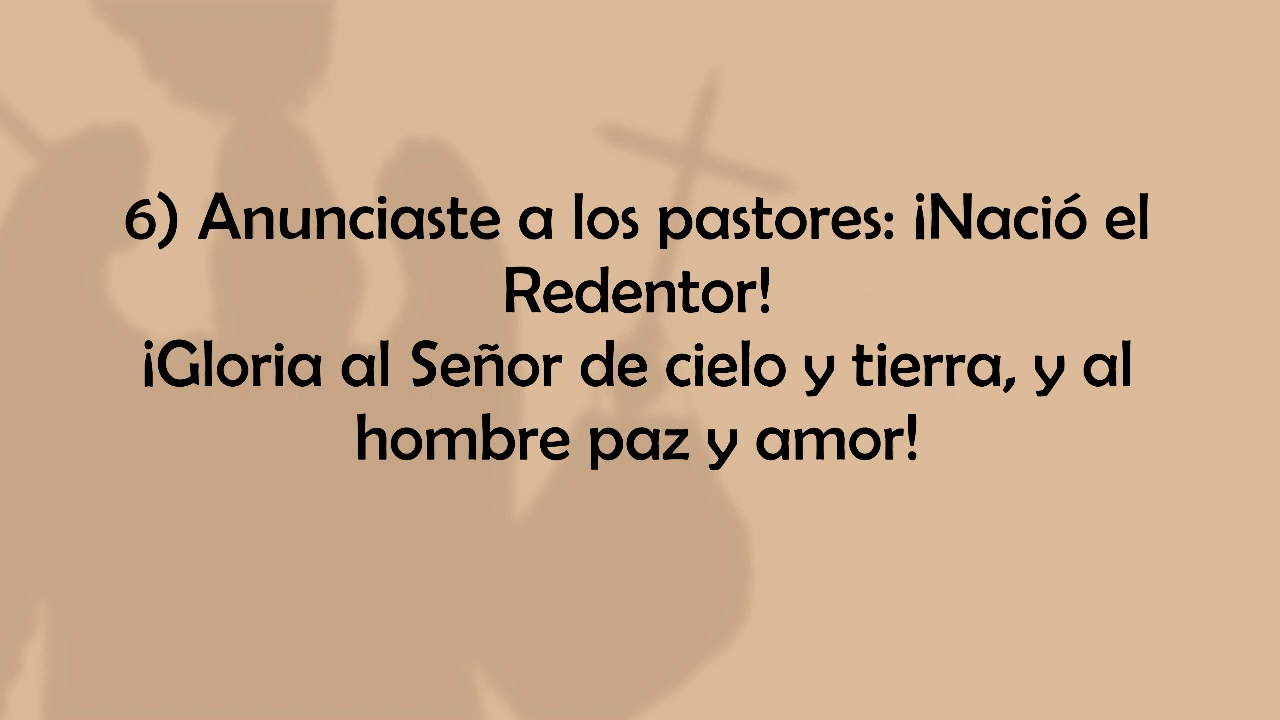 6) Anunciaste a los pastores: ¡Nació el
Redentor!
¡Gloria al Señor de cielo y tierra, y al
hombre paz y amor!